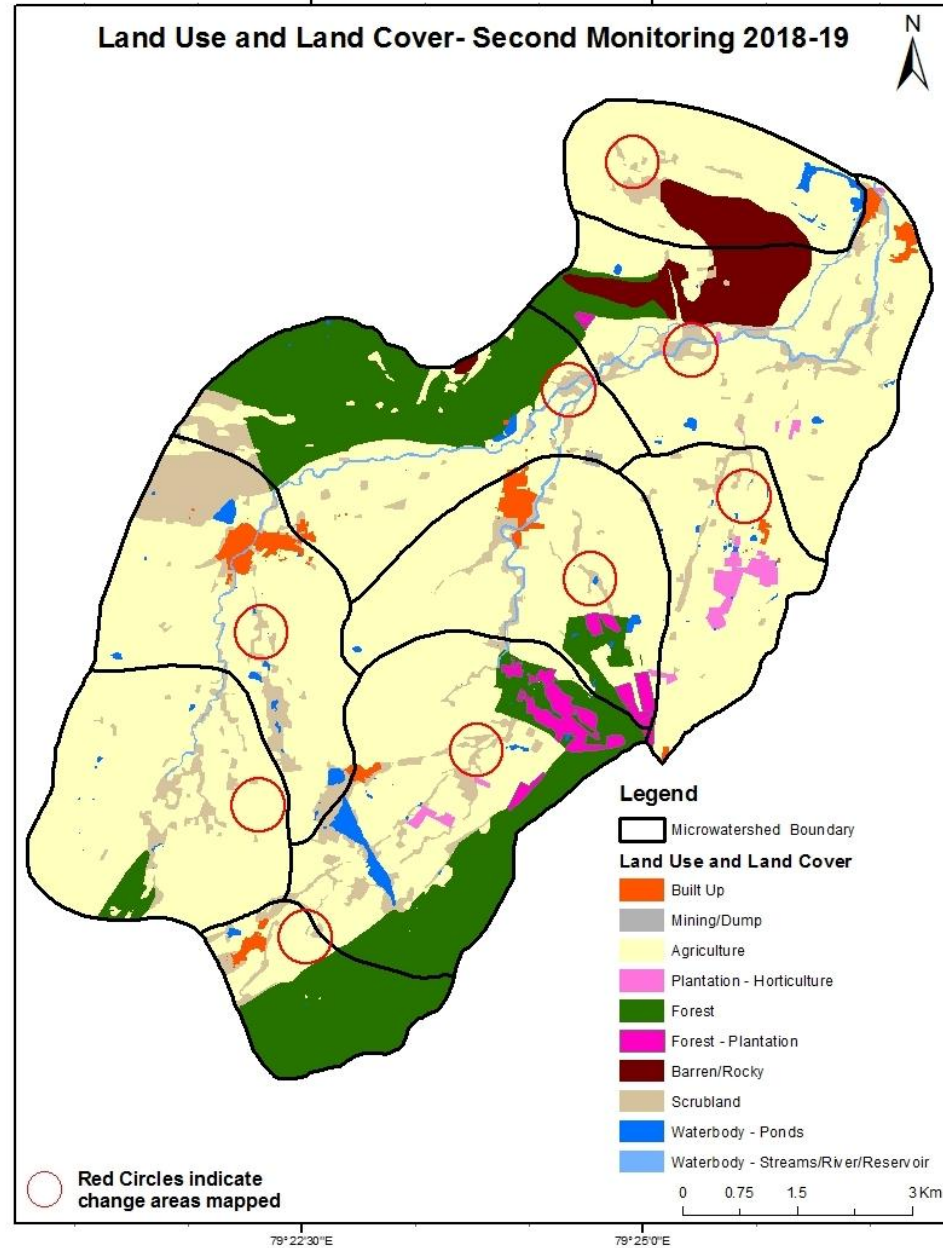 Land Use and Land Cover- Second Monitoring 2018-19
N
Legend
Microwatershed Boundary
Land Use and Land Cover
Built Up
Mining/Dump
Agriculture
Plantation - Horticulture
Forest
Forest - Plantation
Barren/Rocky
Scrubland
Waterbody - Ponds
Waterbody - Streams/River/Reservoir
Red Circles indicate
change areas mapped
0 0.75 1.5 3 Km
79°22'30"E 79°25'0"E